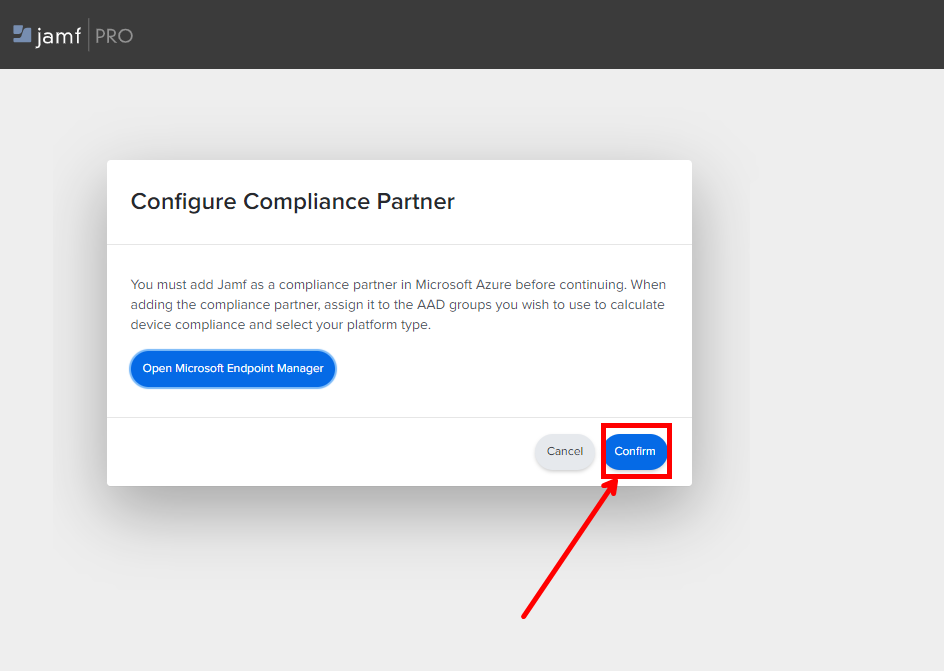 jamf PRO
Configure Compliance Partner
You must add Jamf as a compliance partner in Microsoft Azure before continuing. When
adding the compliance partner, assign it to the AAD groups you wish to use to calculate
device compliance and select your platform type.
Open Microsoft Endpoint Manager
Cancel Confirm